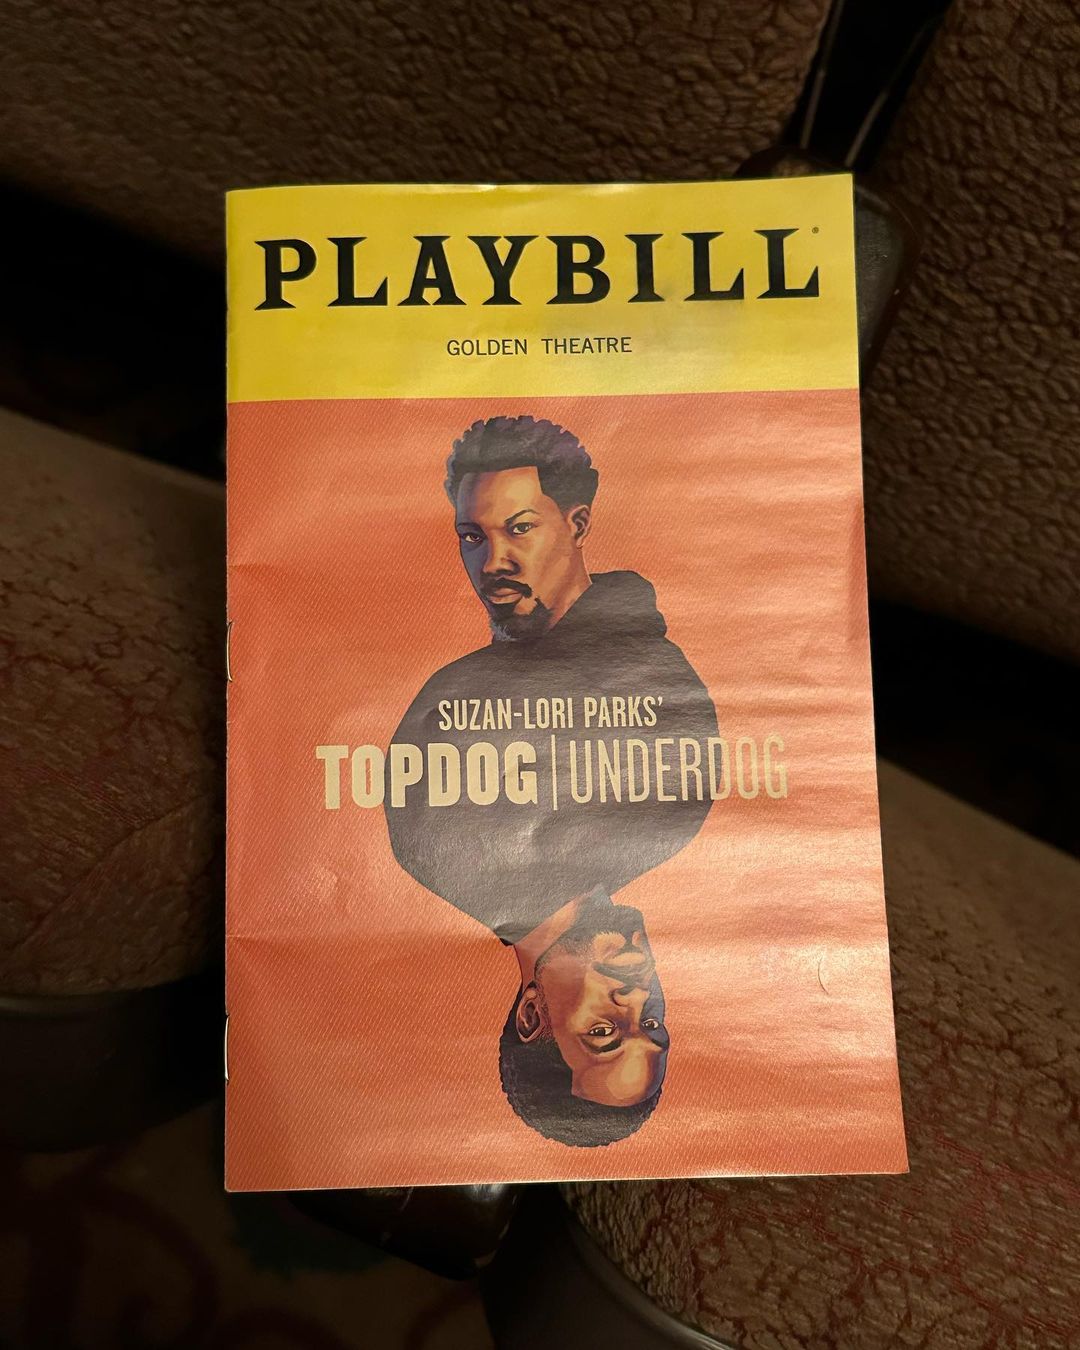 PLAYBILL®
GOLDEN THEATRE
SUZAN-LORI PARKS'
TOPDOG|UNDERDOG